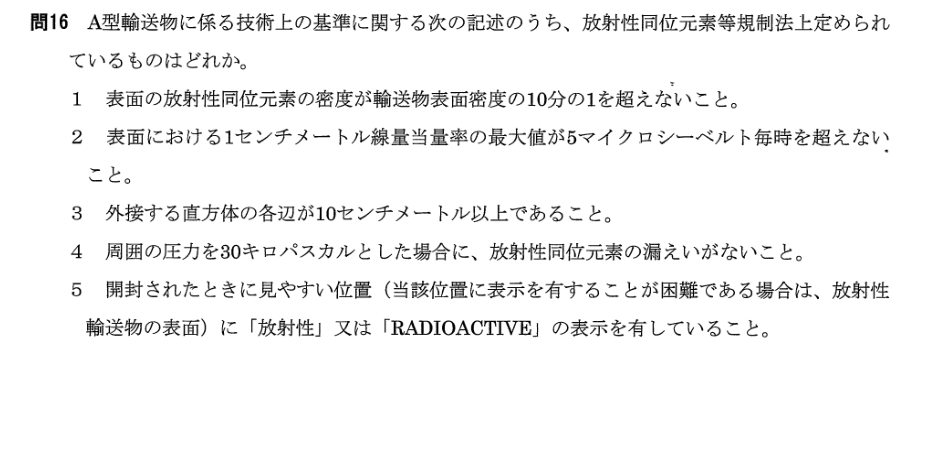 問16 A型輸送物に係る技術上の基準に関する次の記述のうち、放射性同位元素等規制法上定められ
ているものはどれか。
1 表面の放射性同位元素の密度が輸送物表面密度の10分の1を超えないこと。
2 表面における1センチメートル線量当量率の最大値が5マイクロシーベルト毎時を超えない
こと。
3 外接する直方体の各辺が10センチメートル以上であること。
4 周囲の圧力を30キロパスカルとした場合に、放射性同位元素の漏えいがないこと。
5 開封されたときに見やすい位置（当該位置に表示を有することが困難である場合は、放射性
輸送物の表面）に「放射性」又は「RADIOACTIVE」の表示を有していること。